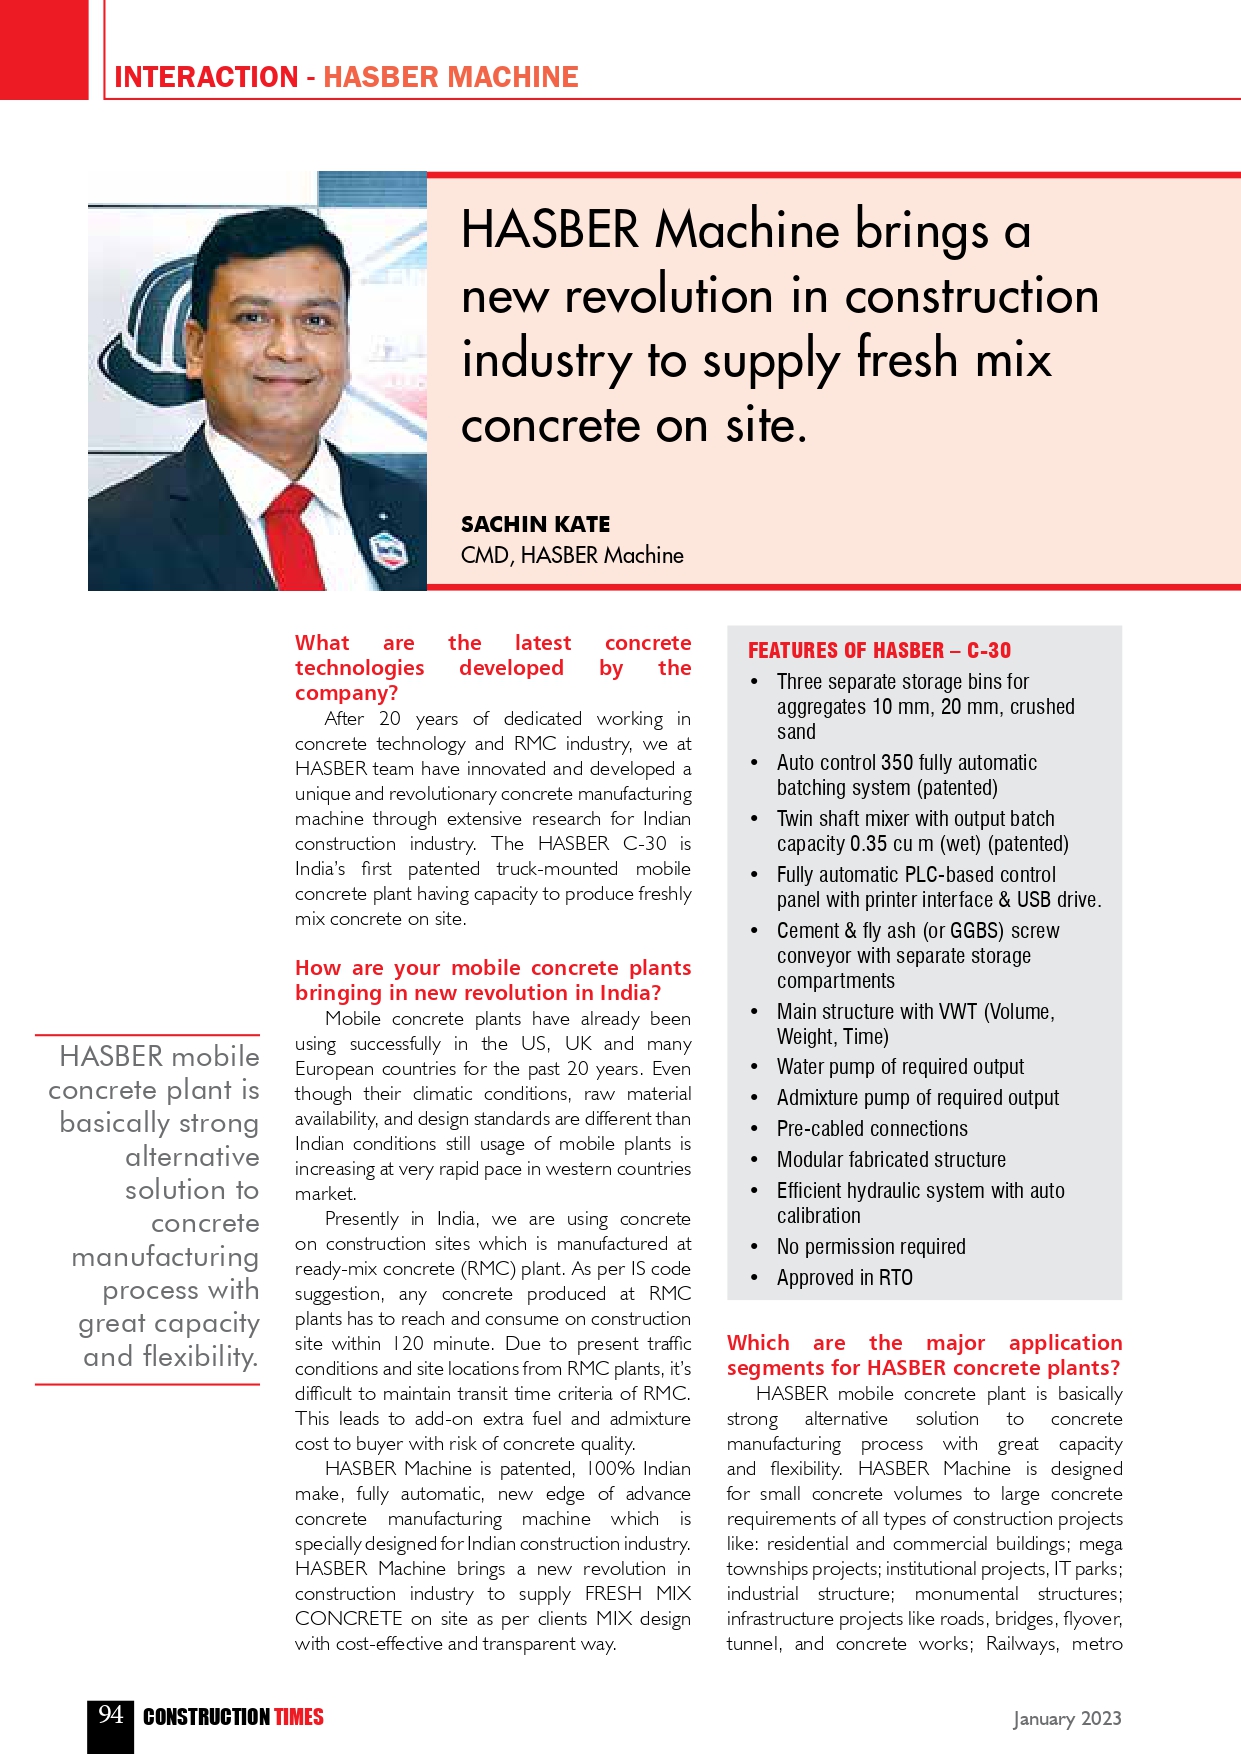 INTERACTION - HASBER MACHINE
HASBER Machine brings a
new revolution in construction
industry to supply fresh mix
concrete on site.
SACHIN KATE
CMD, HASBER Machine
HASBER mobile
concrete plant is
basically strong
alternative
solution to
concrete
manufacturing
process with
great capacity
and flexibility.
What are the latest concrete
technologies developed by the
company?
After 20 years of dedicated working in
concrete technology and RMC industry, we at
HASBER team have innovated and developed a
unique and revolutionary concrete manufacturing
machine through extensive research for Indian
construction industry. The HASBER C-30 is
India's first patented truck-mounted mobile
concrete plant having capacity to produce freshly
mix concrete on site.
How are your mobile concrete plants
bringing in new revolution in India?
Mobile concrete plants have already been
using successfully in the US, UK and many
European countries for the past 20 years. Even
though their climatic conditions, raw material
availability, and design standards are different than
Indian conditions still usage of mobile plants is
increasing at very rapid pace in western countries
market.
Presently in India, we are using concrete
on construction sites which is manufactured at
ready-mix concrete (RMC) plant. As per IS code
suggestion, any concrete produced at RMC
plants has to reach and consume on construction
site within 120 minute. Due to present traffic
conditions and site locations from RMC plants, it's
difficult to maintain transit time criteria of RMC.
This leads to add-on extra fuel and admixture
cost to buyer with risk of concrete quality.
HASBER Machine is patented, 100% Indian
make, fully automatic, new edge of advance
concrete manufacturing machine which is
specially designed for Indian construction industry.
HASBER Machine brings a new revolution in
construction industry to supply FRESH MIX
CONCRETE on site as per clients MIX design
with cost-effective and transparent way.
FEATURES OF HASBER – C-30
• Three separate storage bins for
aggregates 10 mm, 20 mm, crushed
sand
• Auto control 350 fully automatic
batching system (patented)
• Twin shaft mixer with output batch
capacity 0.35 cu m (wet) (patented)
• Fully automatic PLC-based control
panel with printer interface & USB drive.
• Cement & fly ash (or GGBS) screw
conveyor with separate storage
compartments
• Main structure with VWT (Volume,
Weight, Time)
• Water pump of required output
• Admixture pump of required output
• Pre-cabled connections
• Modular fabricated structure
• Efficient hydraulic system with auto
calibration
• No permission required
• Approved in RTO
Which are the major application
segments for HASBER concrete plants?
HASBER mobile concrete plant is basically
strong alternative solution to concrete
manufacturing process with great capacity
and flexibility. HASBER Machine is designed
for small concrete volumes to large concrete
requirements of all types of construction projects
like: residential and commercial buildings; mega
townships projects; institutional projects, IT parks;
industrial structure; monumental structures;
infrastructure projects like roads, bridges, flyover,
tunnel, and concrete works; Railways, metro
94 CONSTRUCTION TIMES
January 2023